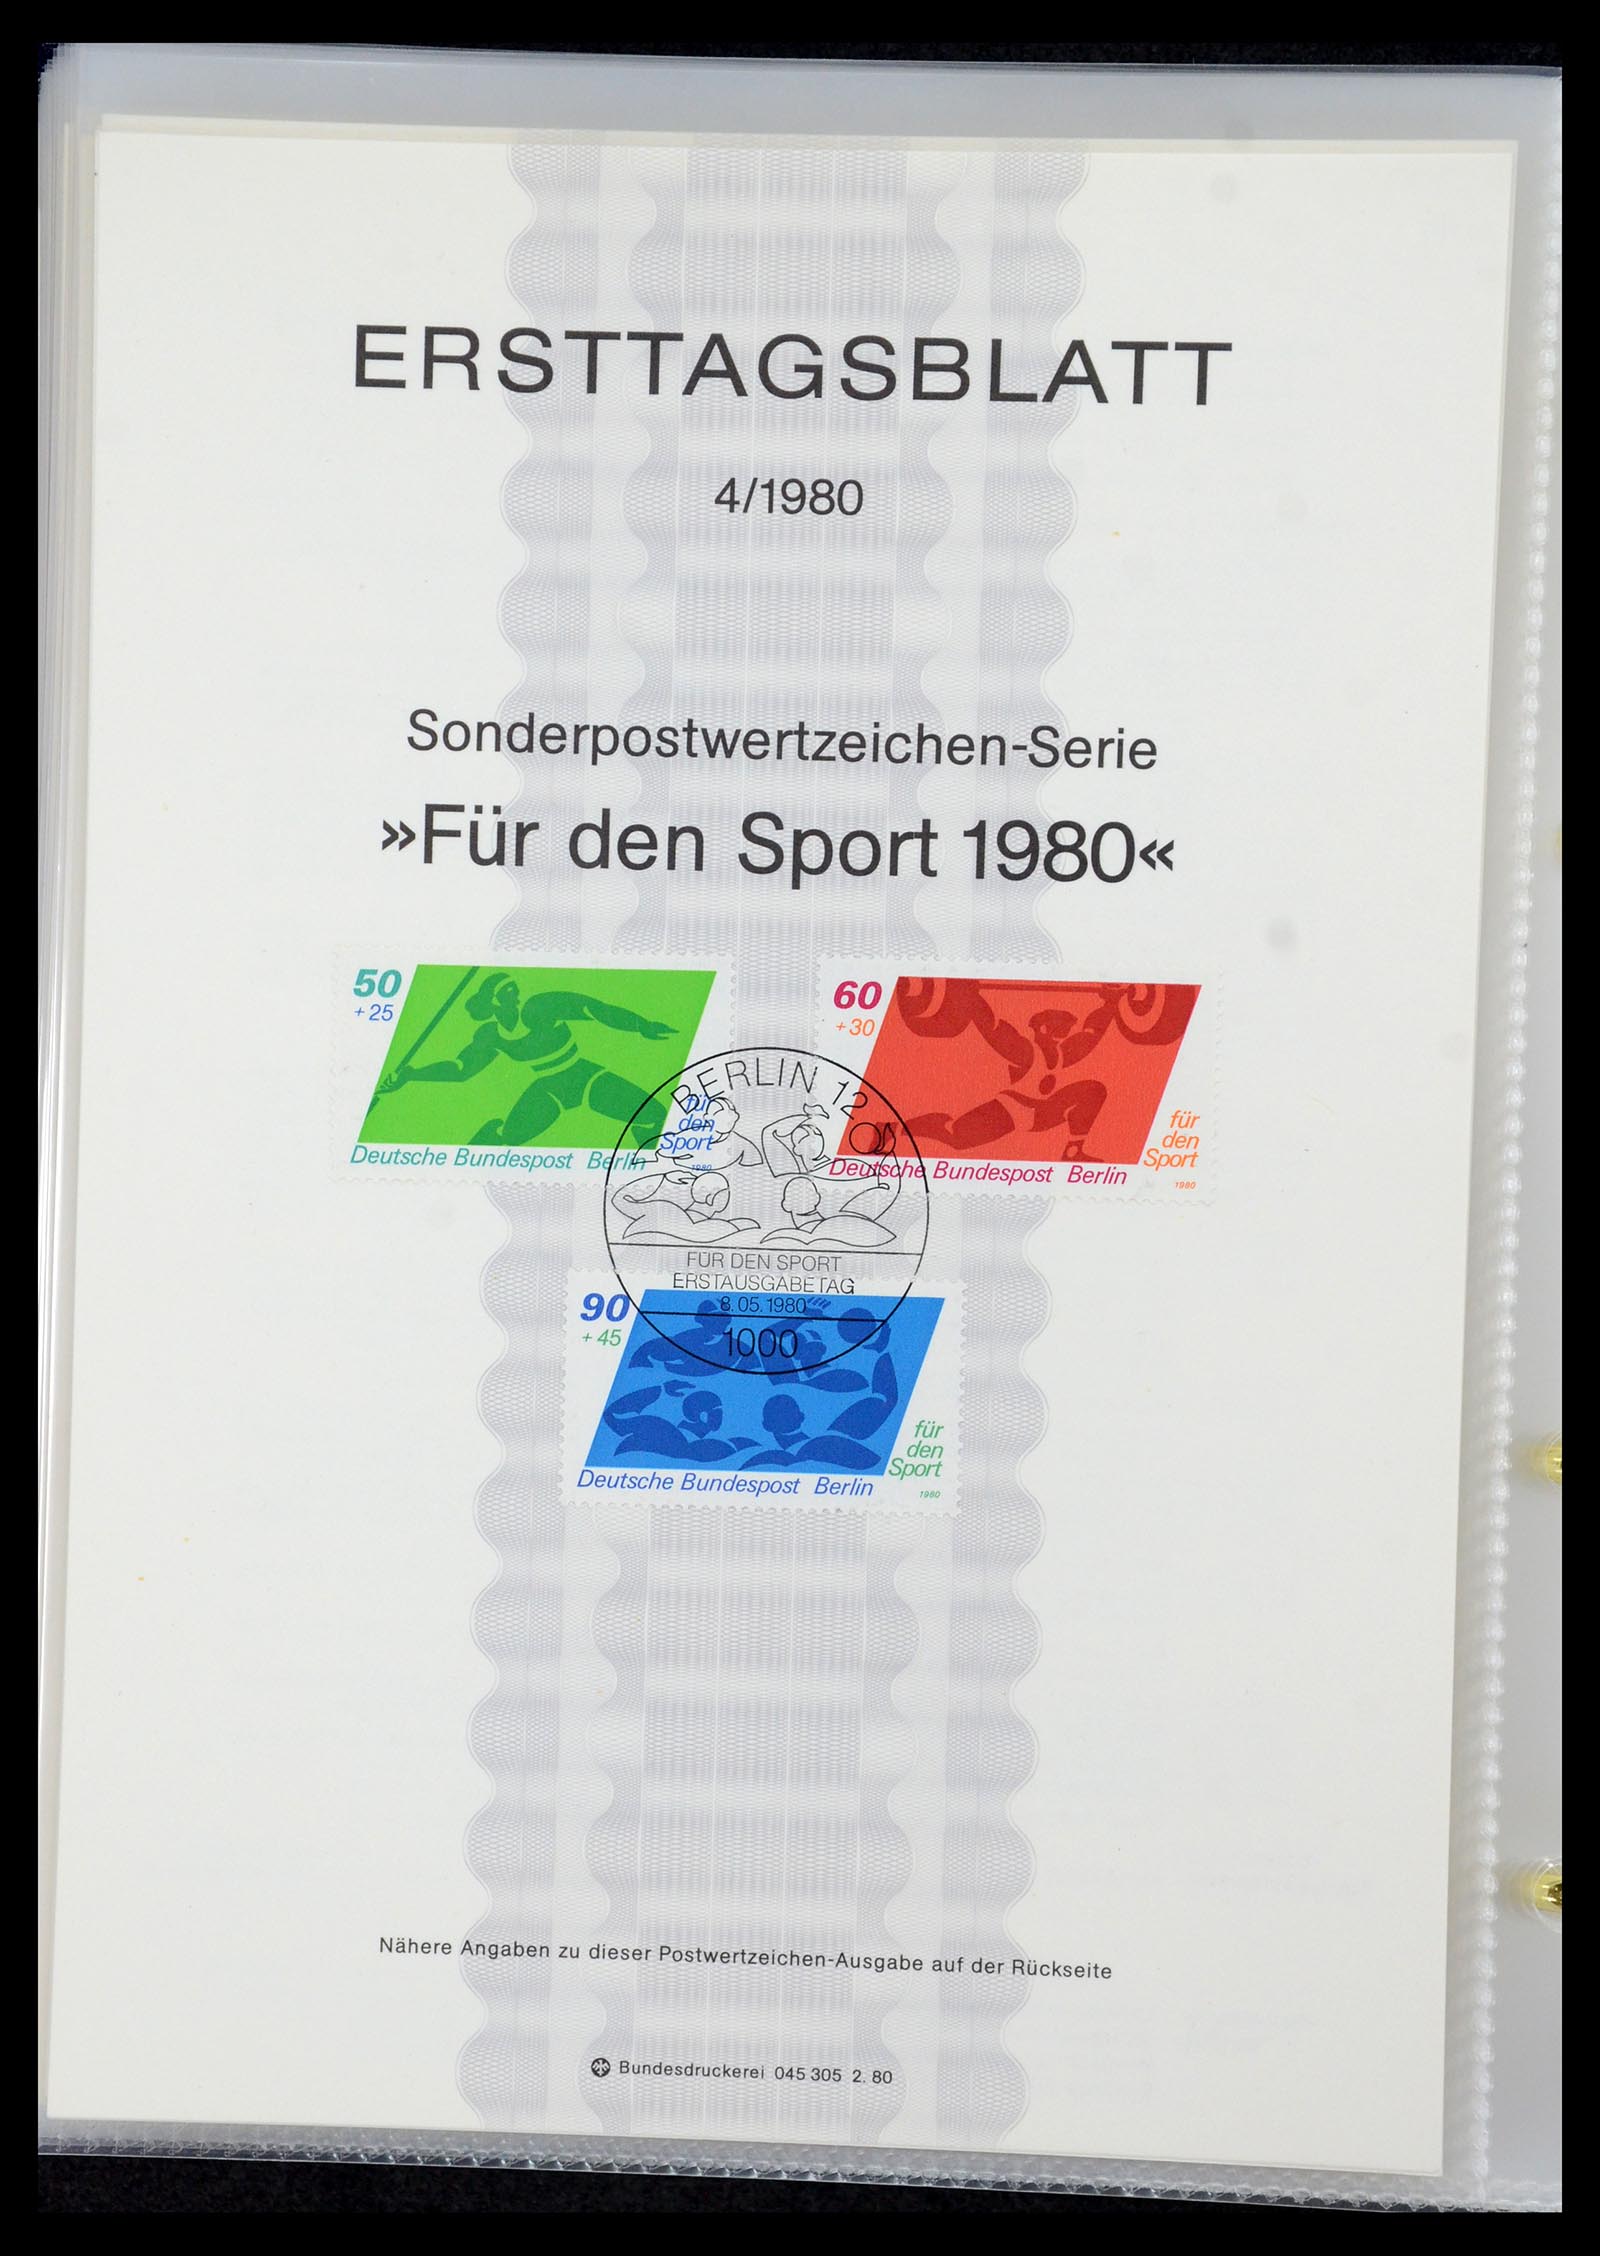 ERSTTAGSBLATT
4/1980
Sonderpostwertzeichen-Serie
»Für den Sport 1980«
50
+ 25
für
den
Sport
1980
Deutsche Bundespost Berlin
60
+ 30
für
den
Sport
1980
Deutsche Bundespost Berlin
BERLIN 12
FÜR DEN SPORT
ERSTAUSGABETAG
8.05.1980
1000
90
+ 45
für
den
Sport
1980
Deutsche Bundespost Berlin
Nähere Angaben zu dieser Postwertzeichen-Ausgabe auf der Rückseite
Bundesdruckerei 045 305 2. 80